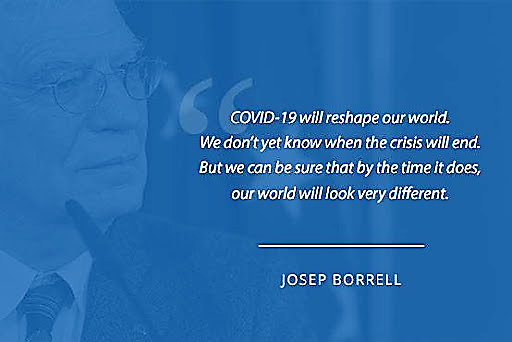 COVID-19 will reshape our world.
We don't yet know when the crisis will end.
But we can be sure that by the time it does,
our world will look very different.
JOSEP BORRELL